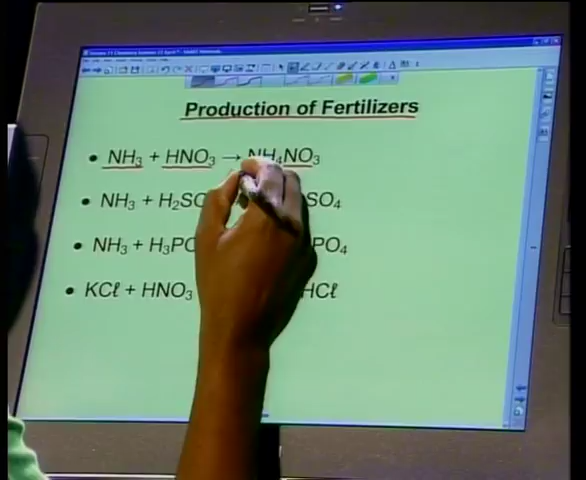 Production of Fertilizers
• NH₃ + HNO₃ → NH₄NO₃
• NH₃ + H₂SO SO₄
• NH₃ + H₃PO PO₄
• KCℓ + HNO₃ HCℓ